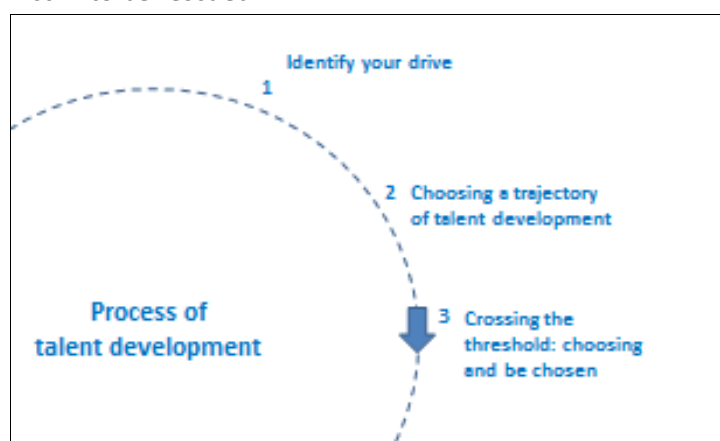 Identify your drive
1
2 Choosing a trajectory
of talent development
Process of
talent development
3 Crossing the
threshold: choosing
and be chosen